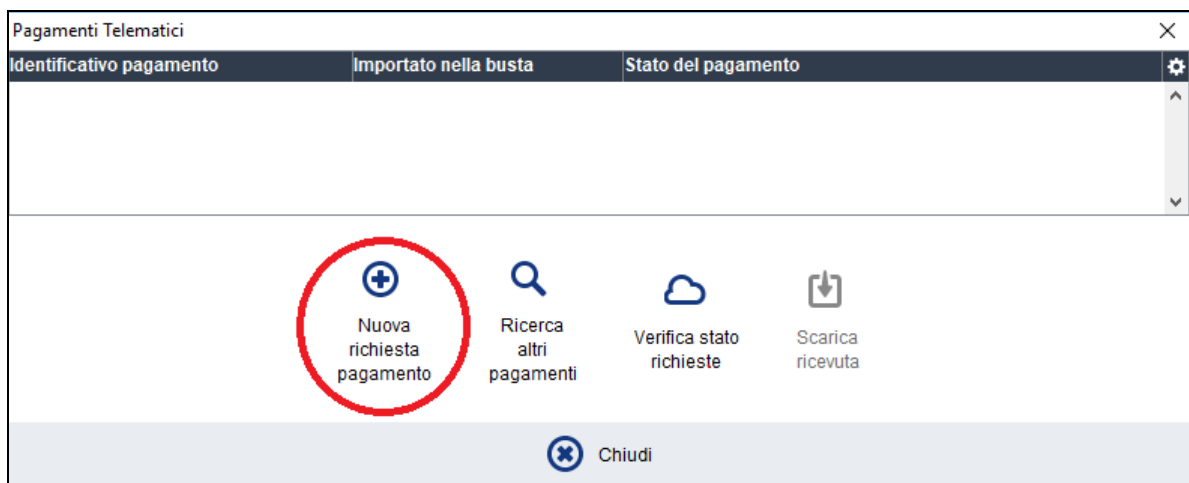 Pagamenti Telematici
Identificativo pagamento Importato nella busta Stato del pagamento
Nuova
richiesta
pagamento
Ricerca
altri
pagamenti
Verifica stato
richieste
Scarica
ricevuta
Chiudi